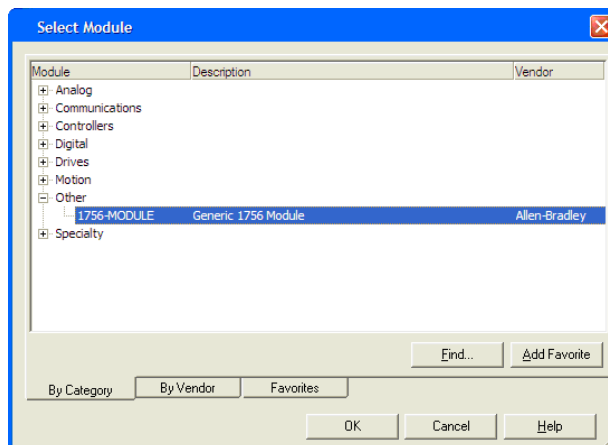 Select Module
Module Description Vendor
Analog
Communications
Controllers
Digital
Drives
Motion
Other
1756-MODULE Generic 1756 Module Allen-Bradley
Specialty
Find... Add Favorite
By Category By Vendor Favorites
OK Cancel Help